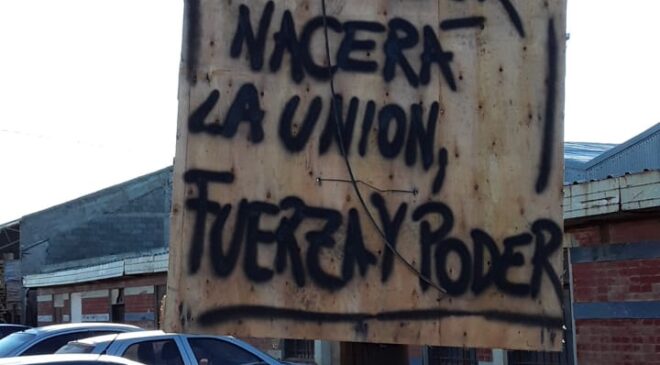 NACERA
LA UNION,
FUERZA Y PODER